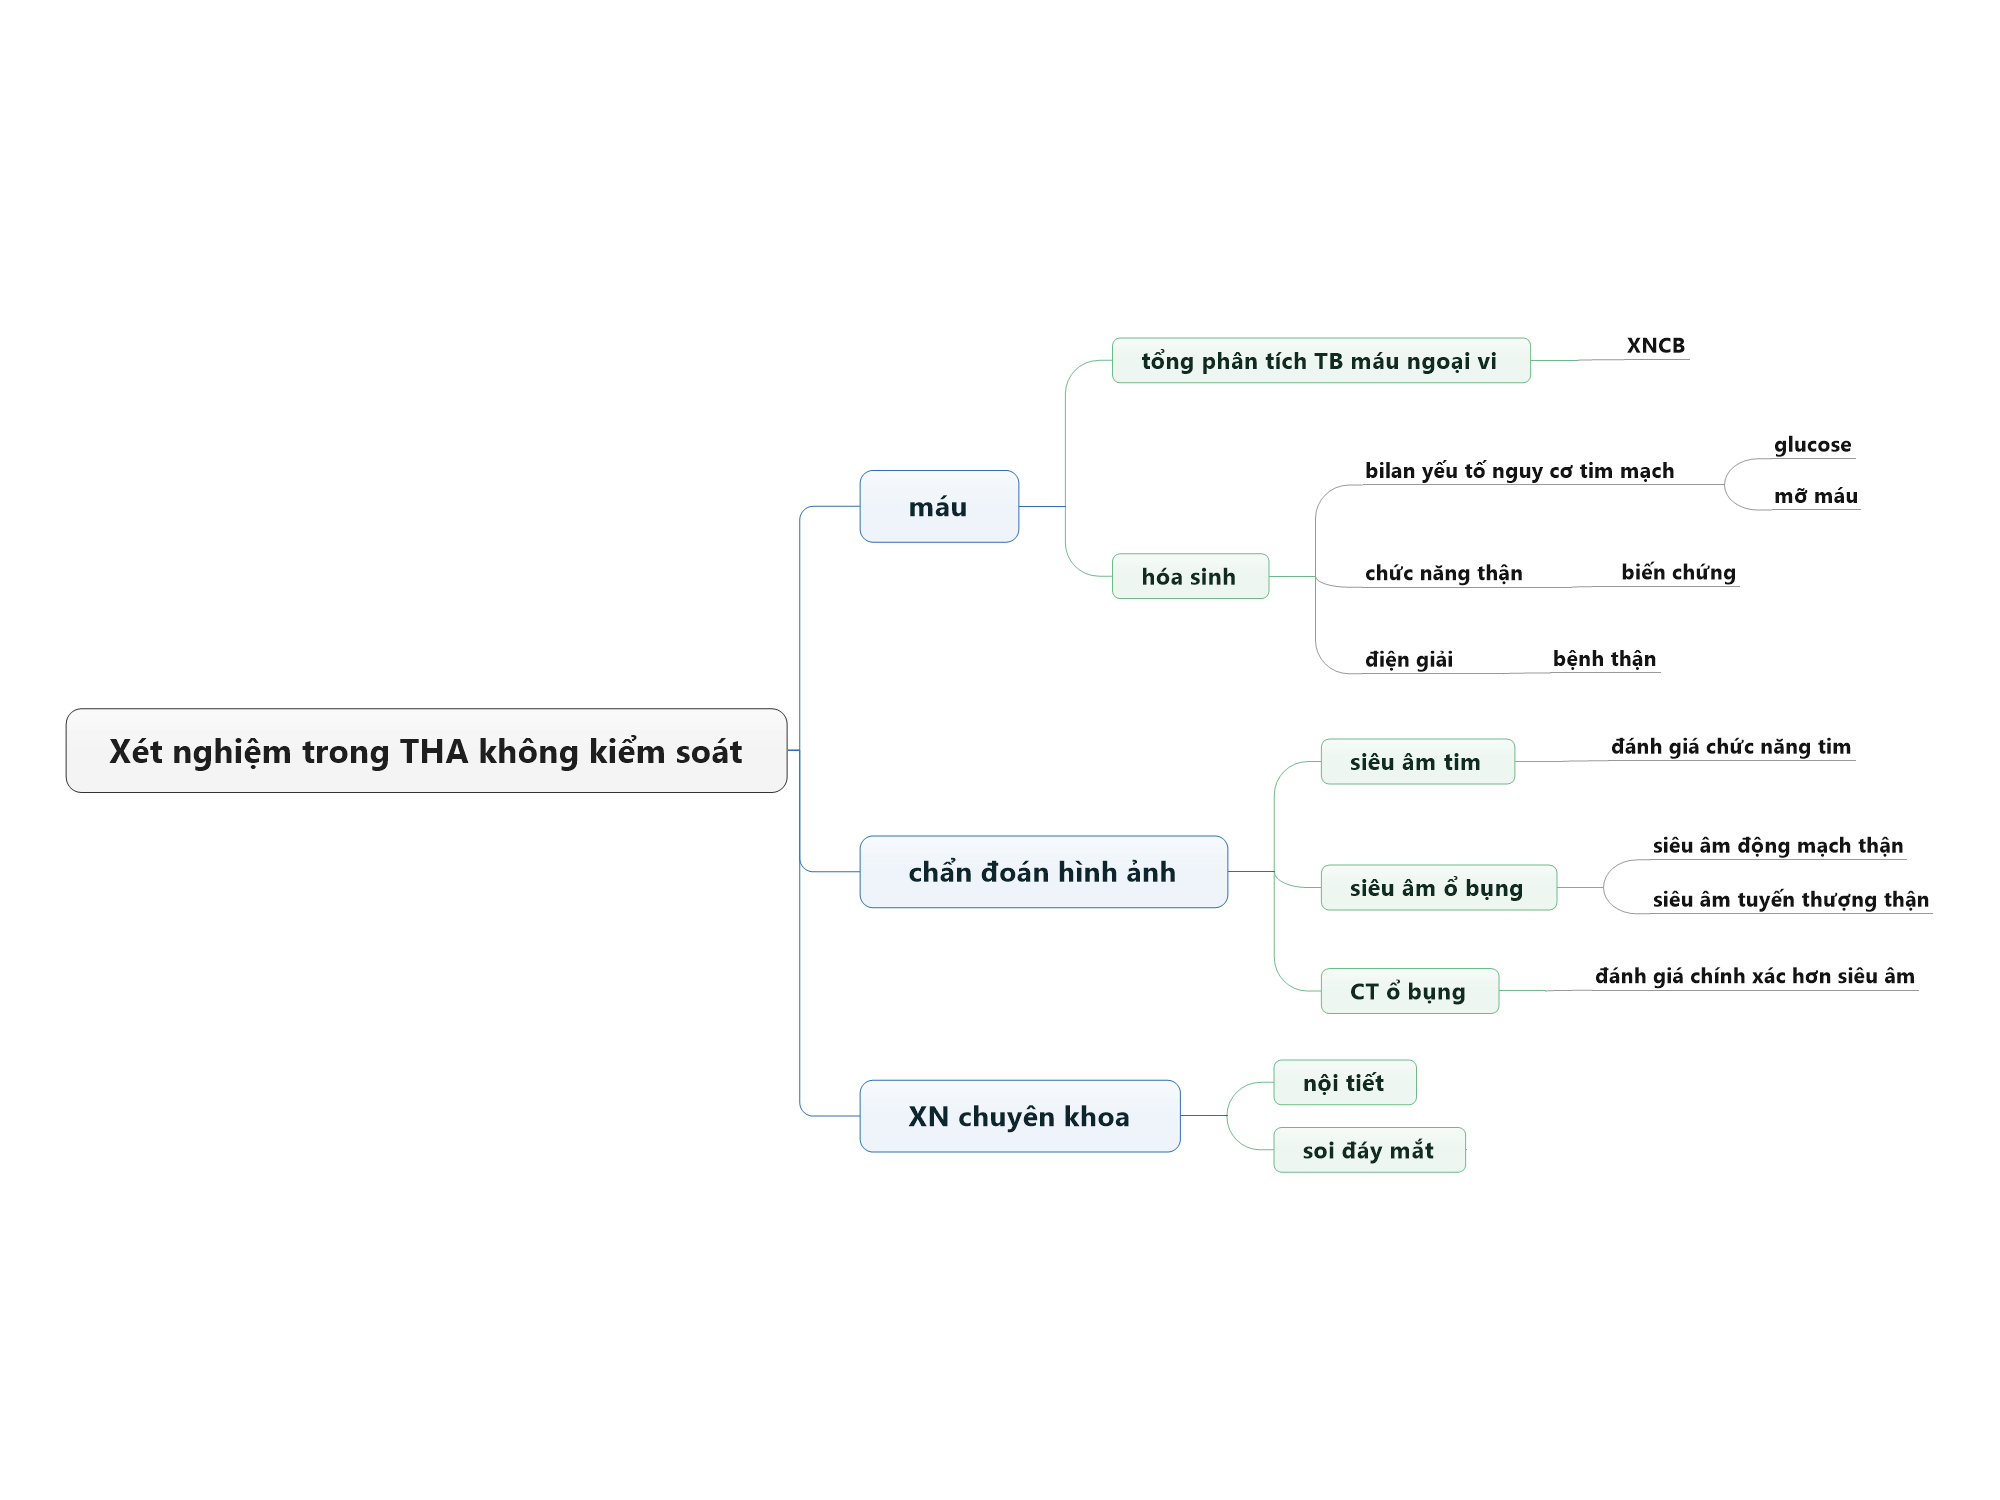 Xét nghiệm trong THA không kiểm soát
máu
tổng phân tích TB máu ngoại vi
XNCB
hóa sinh
bilan yếu tố nguy cơ tim mạch
glucose
mỡ máu
chức năng thận
biến chứng
điện giải
bệnh thận
chẩn đoán hình ảnh
siêu âm tim
đánh giá chức năng tim
siêu âm ổ bụng
siêu âm động mạch thận
siêu âm tuyến thượng thận
CT ổ bụng
đánh giá chính xác hơn siêu âm
XN chuyên khoa
nội tiết
soi đáy mắt